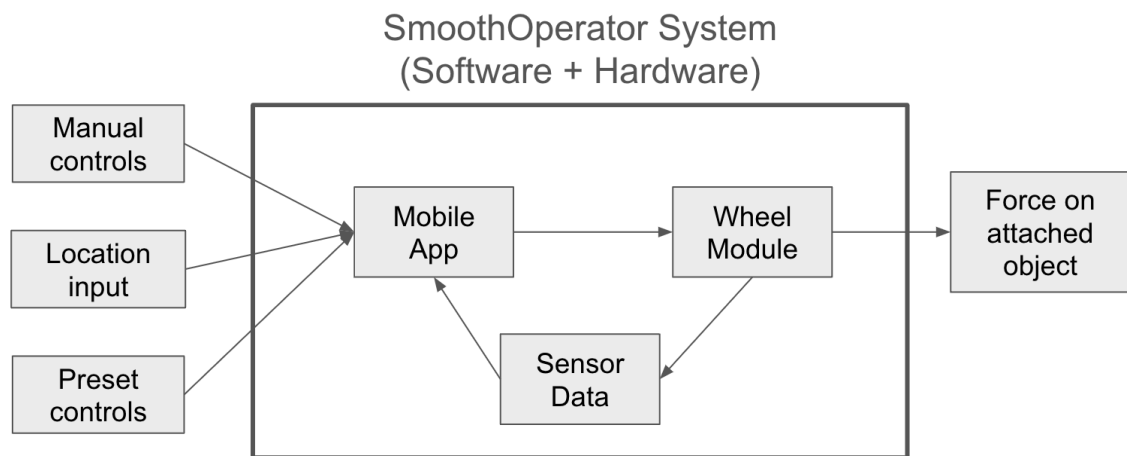 SmoothOperator System
(Software + Hardware)
Manual
controls
Location
input
Preset
controls
Mobile
App
Wheel
Module
Sensor
Data
Force on
attached
object